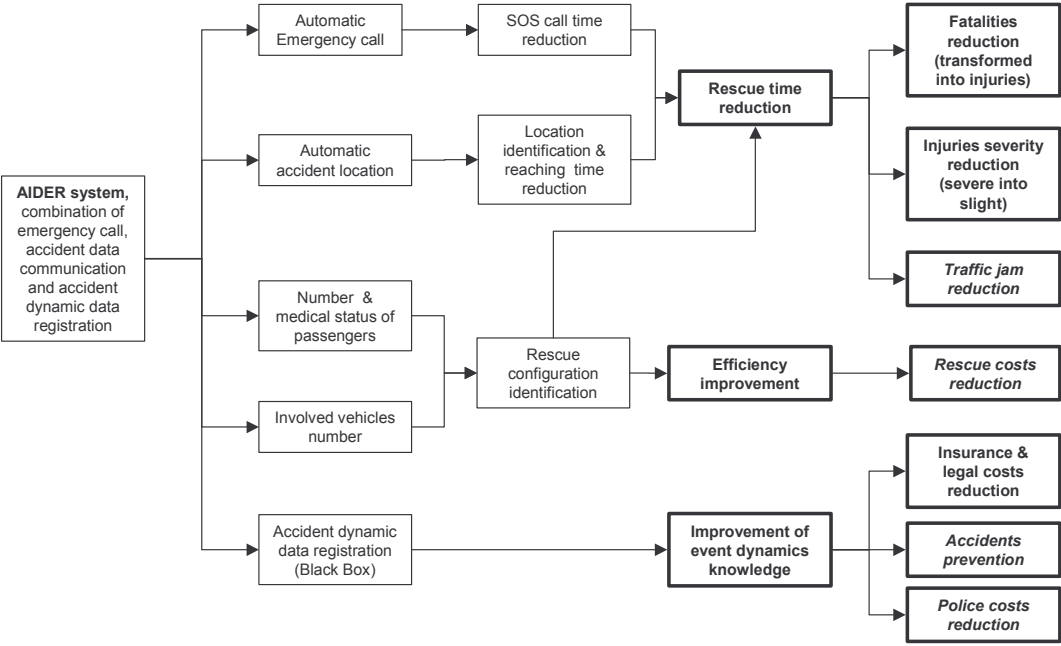 AIDER system,
combination of
emergency call,
accident data
communication
and accident
dynamic data
registration
Automatic
Emergency call
Automatic
accident location
Number & 
medical status of
passengers
Involved vehicles
number
Accident dynamic
data registration
(Black Box)
SOS call time
reduction
Location
identification &
reaching time
reduction
Rescue
configuration
identification
Rescue time
reduction
Efficiency
improvement
Improvement of
event dynamics
knowledge
Fatalities
reduction
(transformed
into injuries)
Injuries severity
reduction
(severe into
slight)
Traffic jam
reduction
Rescue costs
reduction
Insurance &
legal costs
reduction
Accidents
prevention
Police costs
reduction